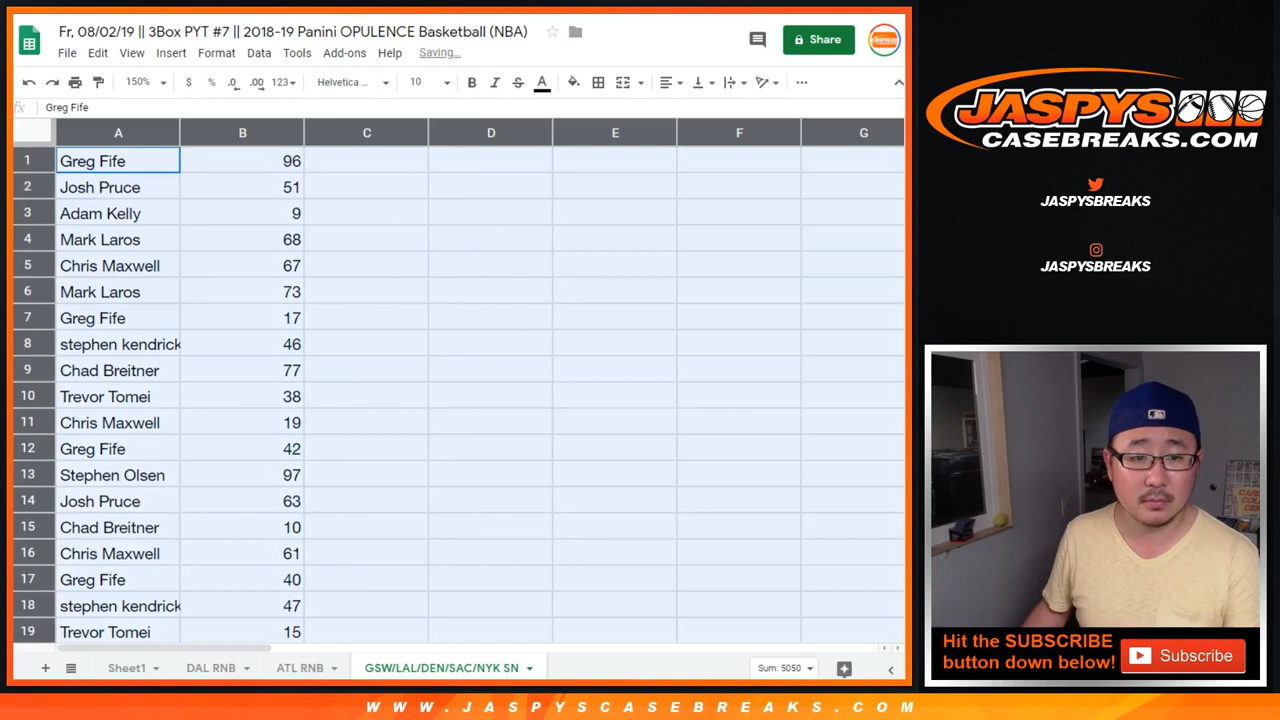 Fr, 08/02/19 || 3Box PYT #7 || 2018-19 Panini OPULENCE Basketball (NBA)
File Edit View Insert Format Data Tools Add-ons Help Saving…
Share
150% $ % .0 .00 123 Helvetica … 10 B I S A
fx Greg Fife
A B C D E F G
1 Greg Fife 96
2 Josh Pruce 51
3 Adam Kelly 9
4 Mark Laros 68
5 Chris Maxwell 67
6 Mark Laros 73
7 Greg Fife 17
8 stephen kendrick 46
9 Chad Breitner 77
10 Trevor Tomei 38
11 Chris Maxwell 19
12 Greg Fife 42
13 Stephen Olsen 97
14 Josh Pruce 63
15 Chad Breitner 10
16 Chris Maxwell 61
17 Greg Fife 40
18 stephen kendrick 47
19 Trevor Tomei 15
Sheet1 DAL RNB ATL RNB GSW/LAL/DEN/SAC/NYK SN Sum: 5050
JASPYS
CASEBREAKS.COM
JASPYSBREAKS
JASPYSBREAKS
Hit the SUBSCRIBE
button down below!
Subscribe
WWW.JASPYSCASEBREAKS.COM